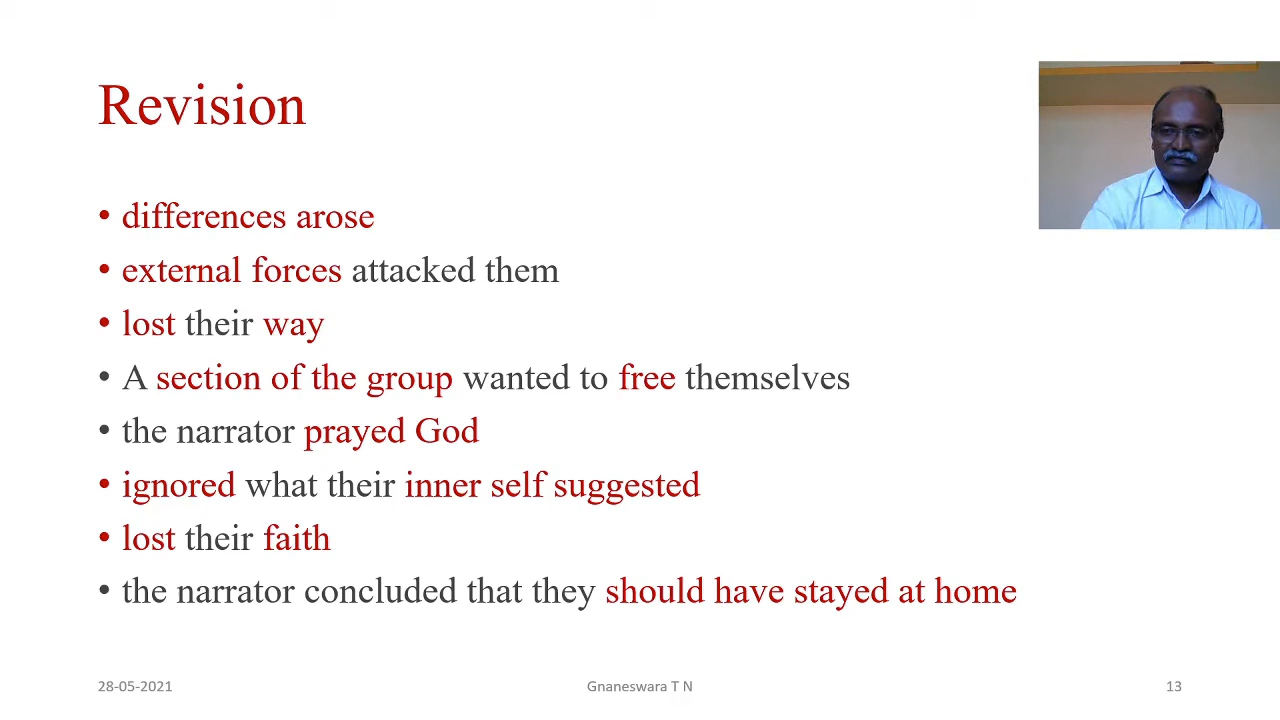 Revision
• differences arose
• external forces attacked them
• lost their way
• A section of the group wanted to free themselves
• the narrator prayed God
• ignored what their inner self suggested
• lost their faith
• the narrator concluded that they should have stayed at home
28-05-2021
Gnaneswara T N
13